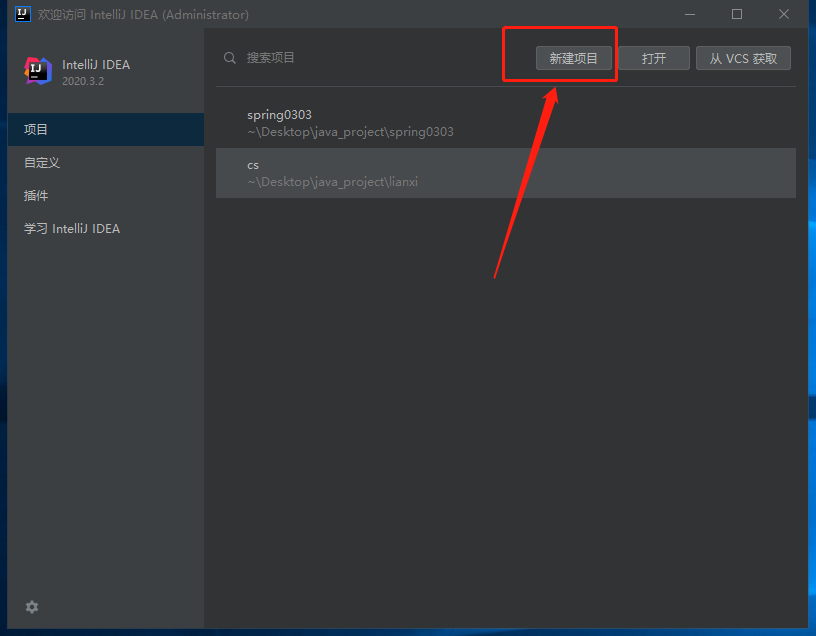 欢迎访问 IntelliJ IDEA (Administrator)
IntelliJ IDEA
2020.3.2
项目
自定义
插件
学习 IntelliJ IDEA
搜索项目
新建项目
打开
从 VCS 获取
spring0303
~\Desktop\java_project\spring0303
cs
~\Desktop\java_project\lianxi